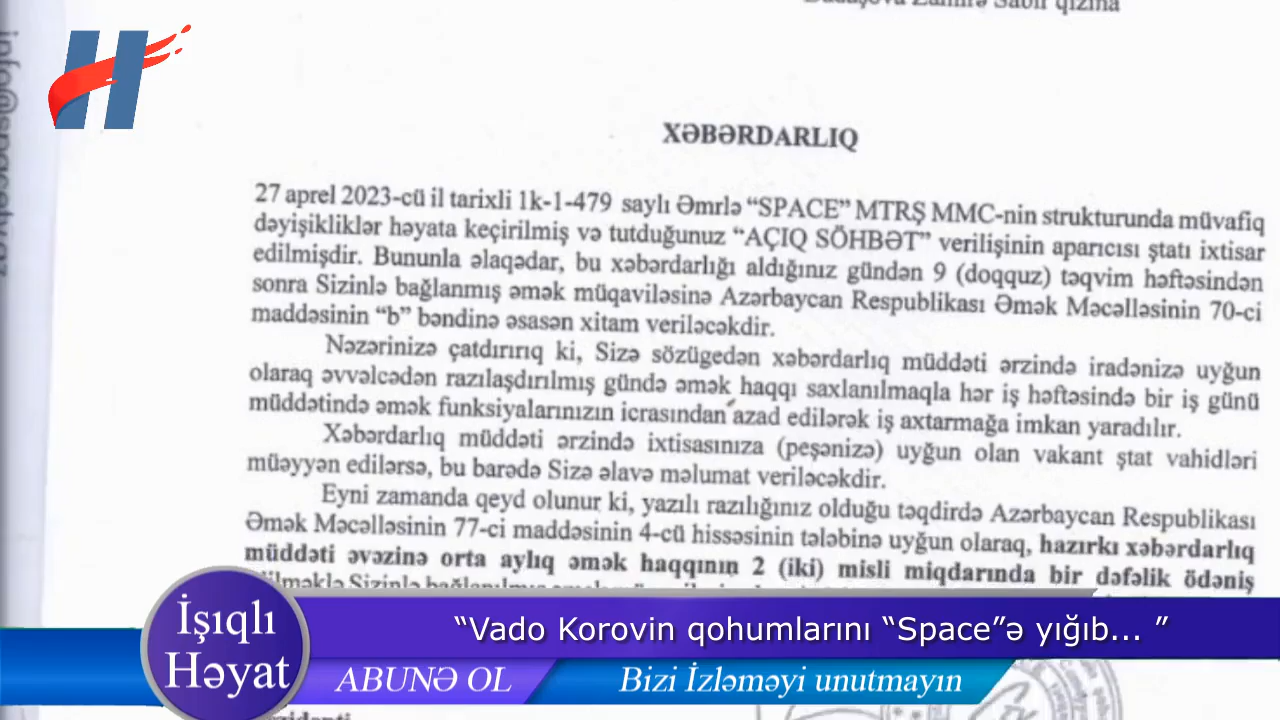 Sabir qızına
H
info@spacetv.az
XƏBƏRDARLIQ
27 aprel 2023-cü il tarixli 1k-1-479 saylı Əmrlə “SPACE” MTRŞ MMC-nin strukturunda müvafiq
dəyişikliklər həyata keçirilmiş və tutduğunuz “AÇIQ SÖHBƏT” verilişinin aparıcısı ştatı ixtisar
edilmişdir. Bununla əlaqədar, bu xəbərdarlığı aldığınız gündən 9 (doqquz) təqvim həftəsindən
sonra Sizinlə bağlanmış əmək müqaviləsinə Azərbaycan Respublikası Əmək Məcəlləsinin 70-ci
maddəsinin “b” bəndinə əsasən xitam veriləcəkdir.
Nəzərinizə çatdırırıq ki, Sizə sözügedən xəbərdarlıq müddəti ərzində iradənizə uyğun
olaraq əvvəlcədən razılaşdırılmış gündə əmək haqqı saxlanılmaqla hər iş həftəsində bir iş günü
müddətində əmək funksiyalarınızın icrasından azad edilərək iş axtarmağa imkan yaradılır.
Xəbərdarlıq müddəti ərzində ixtisasınıza (peşənizə) uyğun olan vakant ştat vahidləri
müəyyən edilərsə, bu barədə Sizə əlavə məlumat veriləcəkdir.
Eyni zamanda qeyd olunur ki, yazılı razılığınız olduğu təqdirdə Azərbaycan Respublikası
Əmək Məcəlləsinin 77-ci maddəsinin 4-cü hissəsinin tələbinə uyğun olaraq, hazırkı xəbərdarlıq
müddəti əvəzinə orta aylıq əmək haqqının 2 (iki) misli miqdarında bir dəfəlik ödəniş
Sizinlə
İşıqlı
Həyat
“Vado Korovin qohumlarını “Space”ə yığıb... ”
ABUNƏ OL
Bizi İzləməyi unutmayın